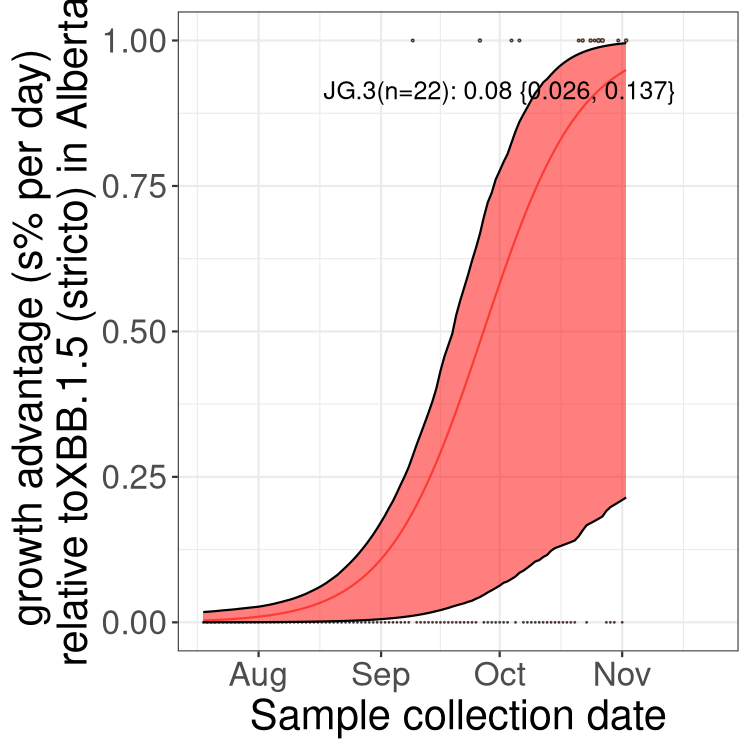 growth advantage (s% per day)
relative toXBB.1.5 (stricto) in Alberta
1.00
0.75
0.50
0.25
0.00
JG.3(n=22): 0.08 {0.026, 0.137}
Aug Sep Oct Nov
Sample collection date